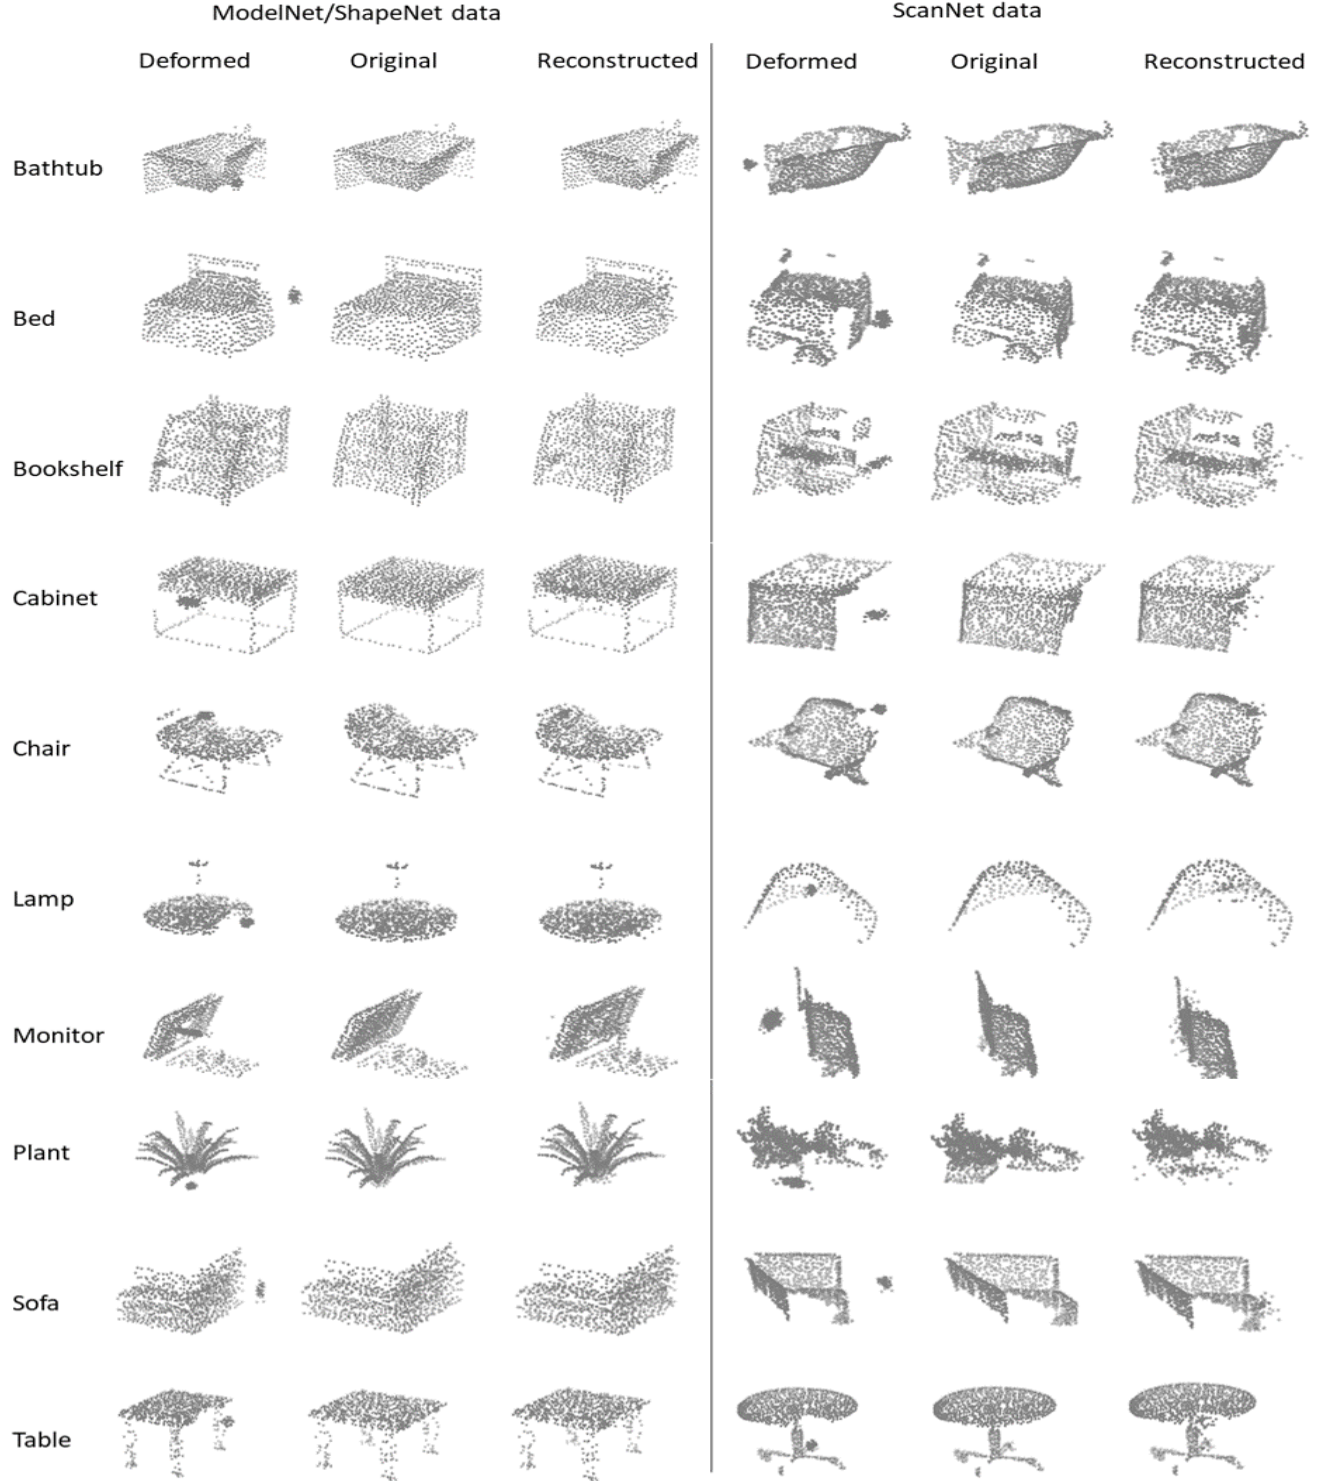 ModelNet/ShapeNet data
ScanNet data
Deformed Original Reconstructed Deformed Original Reconstructed
Bathtub
Bed
Bookshelf
Cabinet
Chair
Lamp
Monitor
Plant
Sofa
Table